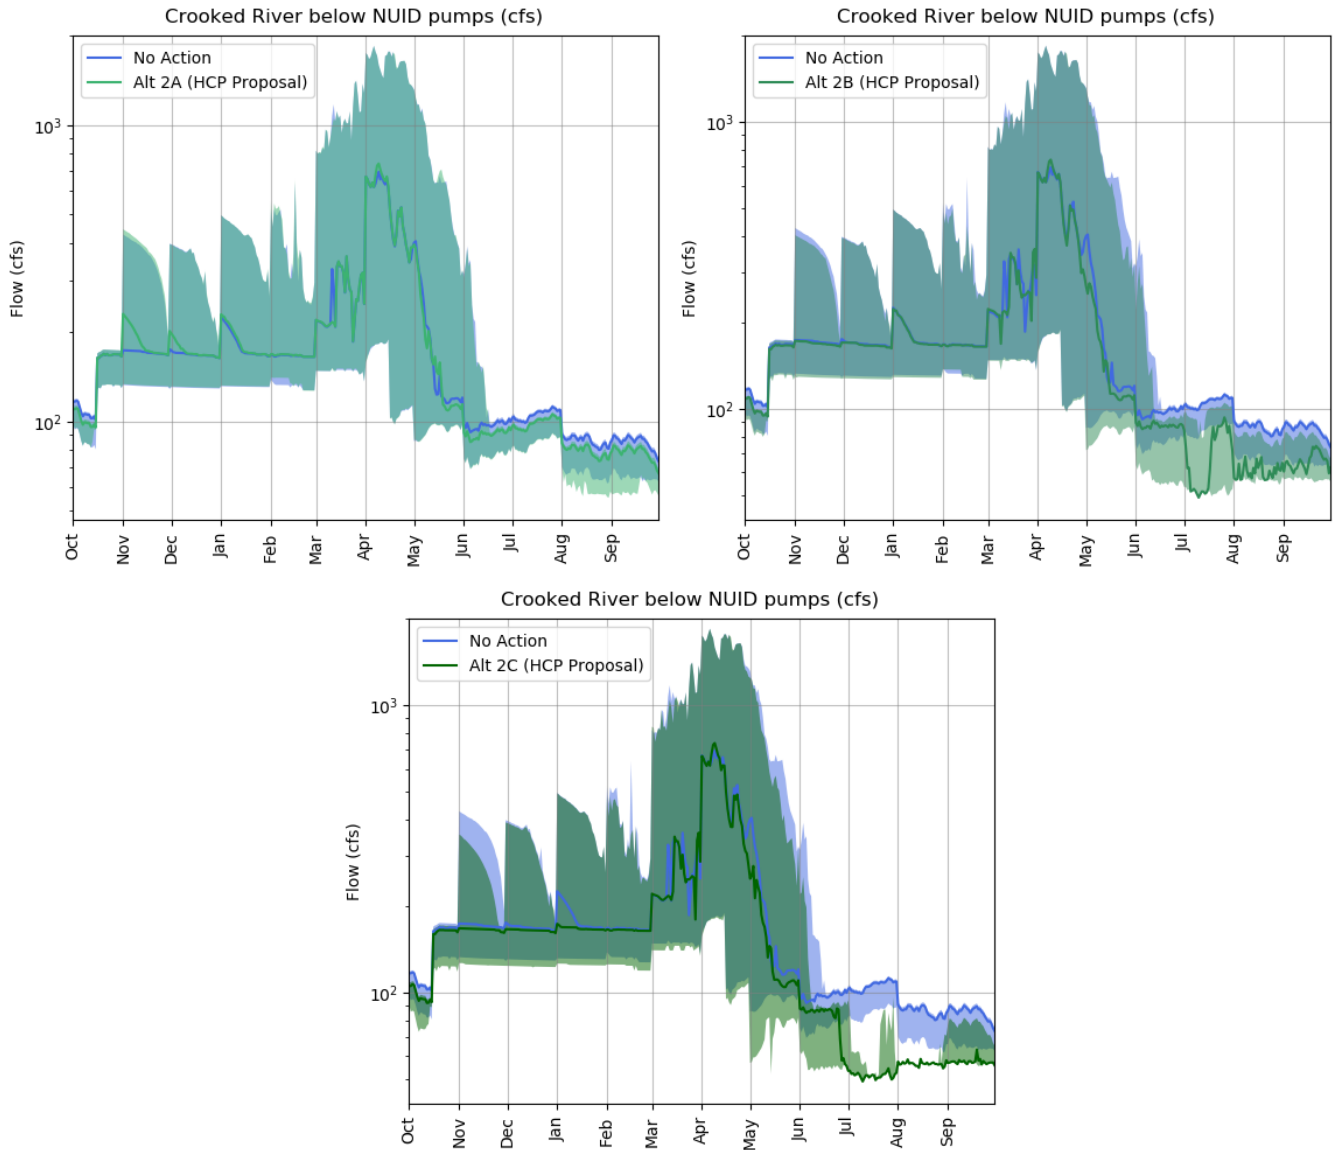 Crooked River below NUID pumps (cfs)
No Action
Alt 2A (HCP Proposal)
10^3
10^2
Flow (cfs)
Oct Nov Dec Jan Feb Mar Apr May Jun Jul Aug Sep
Crooked River below NUID pumps (cfs)
No Action
Alt 2B (HCP Proposal)
10^3
10^2
Flow (cfs)
Oct Nov Dec Jan Feb Mar Apr May Jun Jul Aug Sep
Crooked River below NUID pumps (cfs)
No Action
Alt 2C (HCP Proposal)
10^3
10^2
Flow (cfs)
Oct Nov Dec Jan Feb Mar Apr May Jun Jul Aug Sep